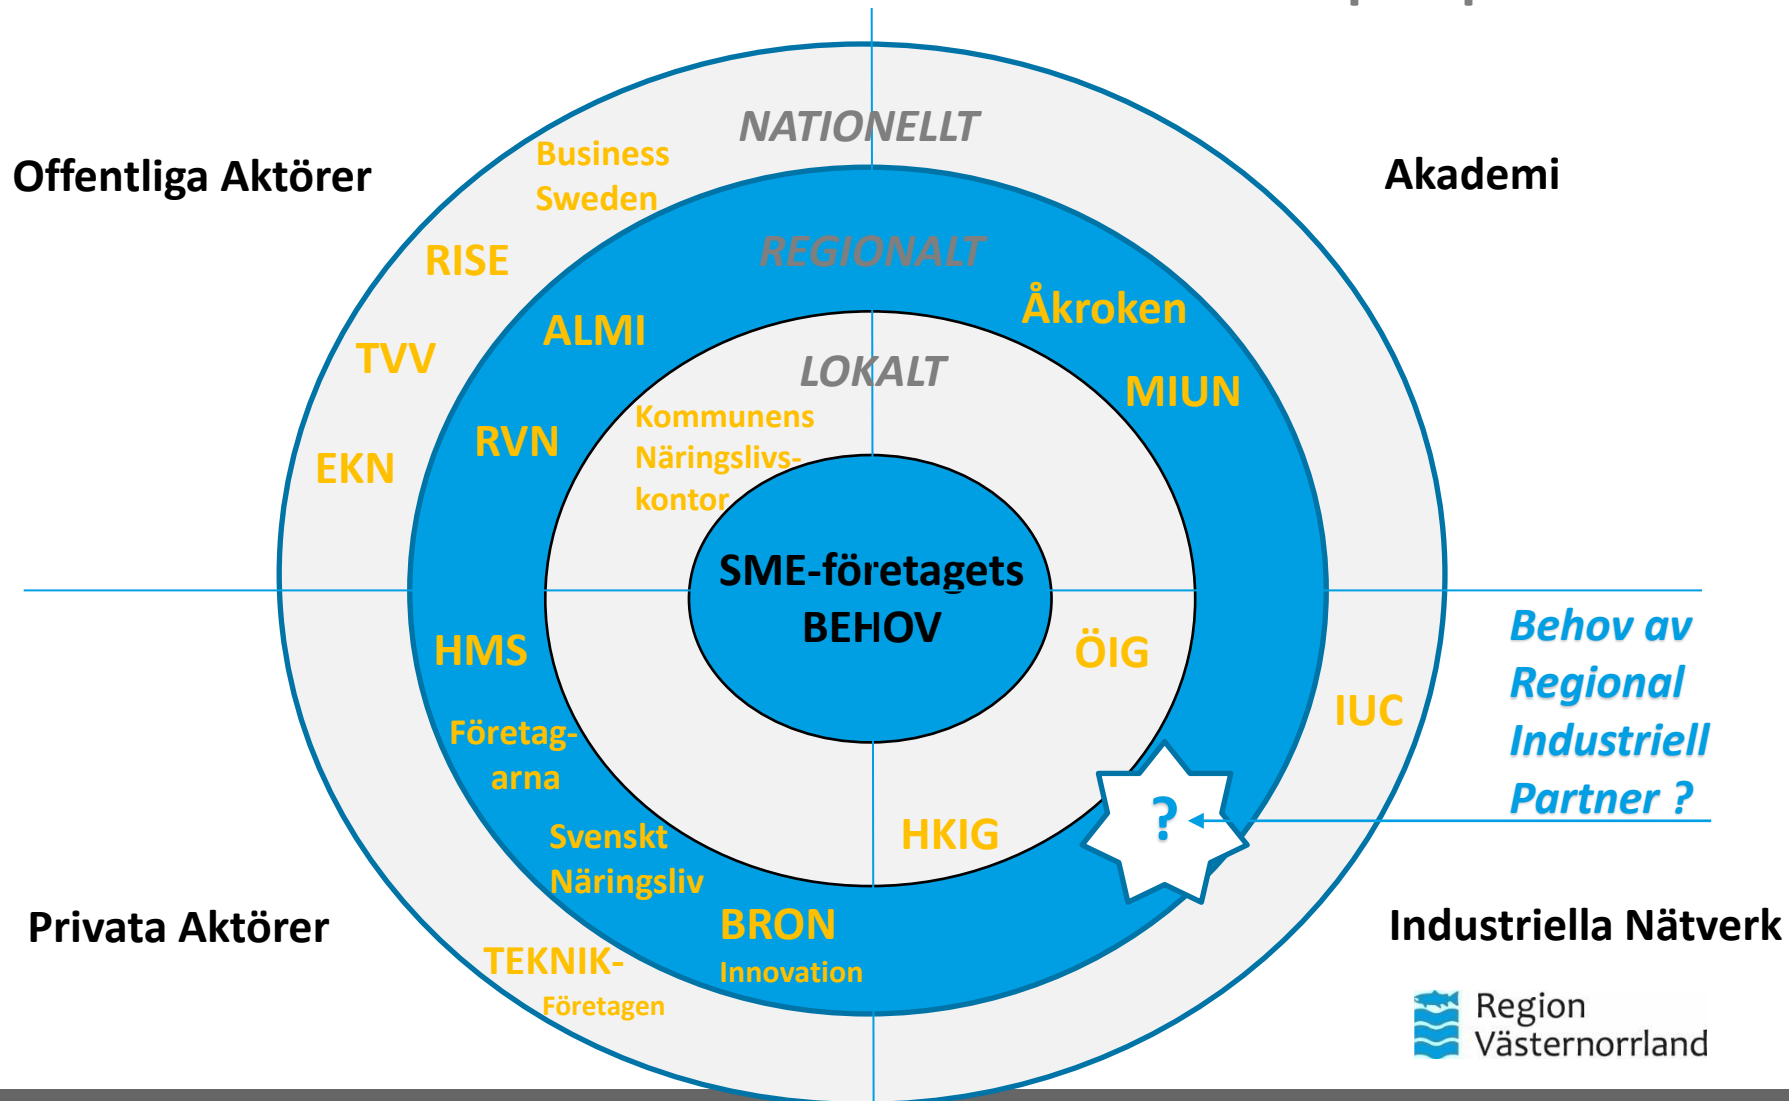 NATIONELLT
Business
Sweden
Offentliga Aktörer
Akademi
RISE
REGIONALT
ALMI
Åkroken
TVV
LOKALT
MIUN
Kommunens
Näringslivs-
kontor
RVN
EKN
SME-företagets
BEHOV
HMS
ÖIG
Behov av
Regional
Industriell
Partner ?
IUC
Företag-
arna
?
HKIG
Svenskt
Näringsliv
BRON
Innovation
Privata Aktörer
Industriella Nätverk
TEKNIK-
Företagen
Region
Västernorrland